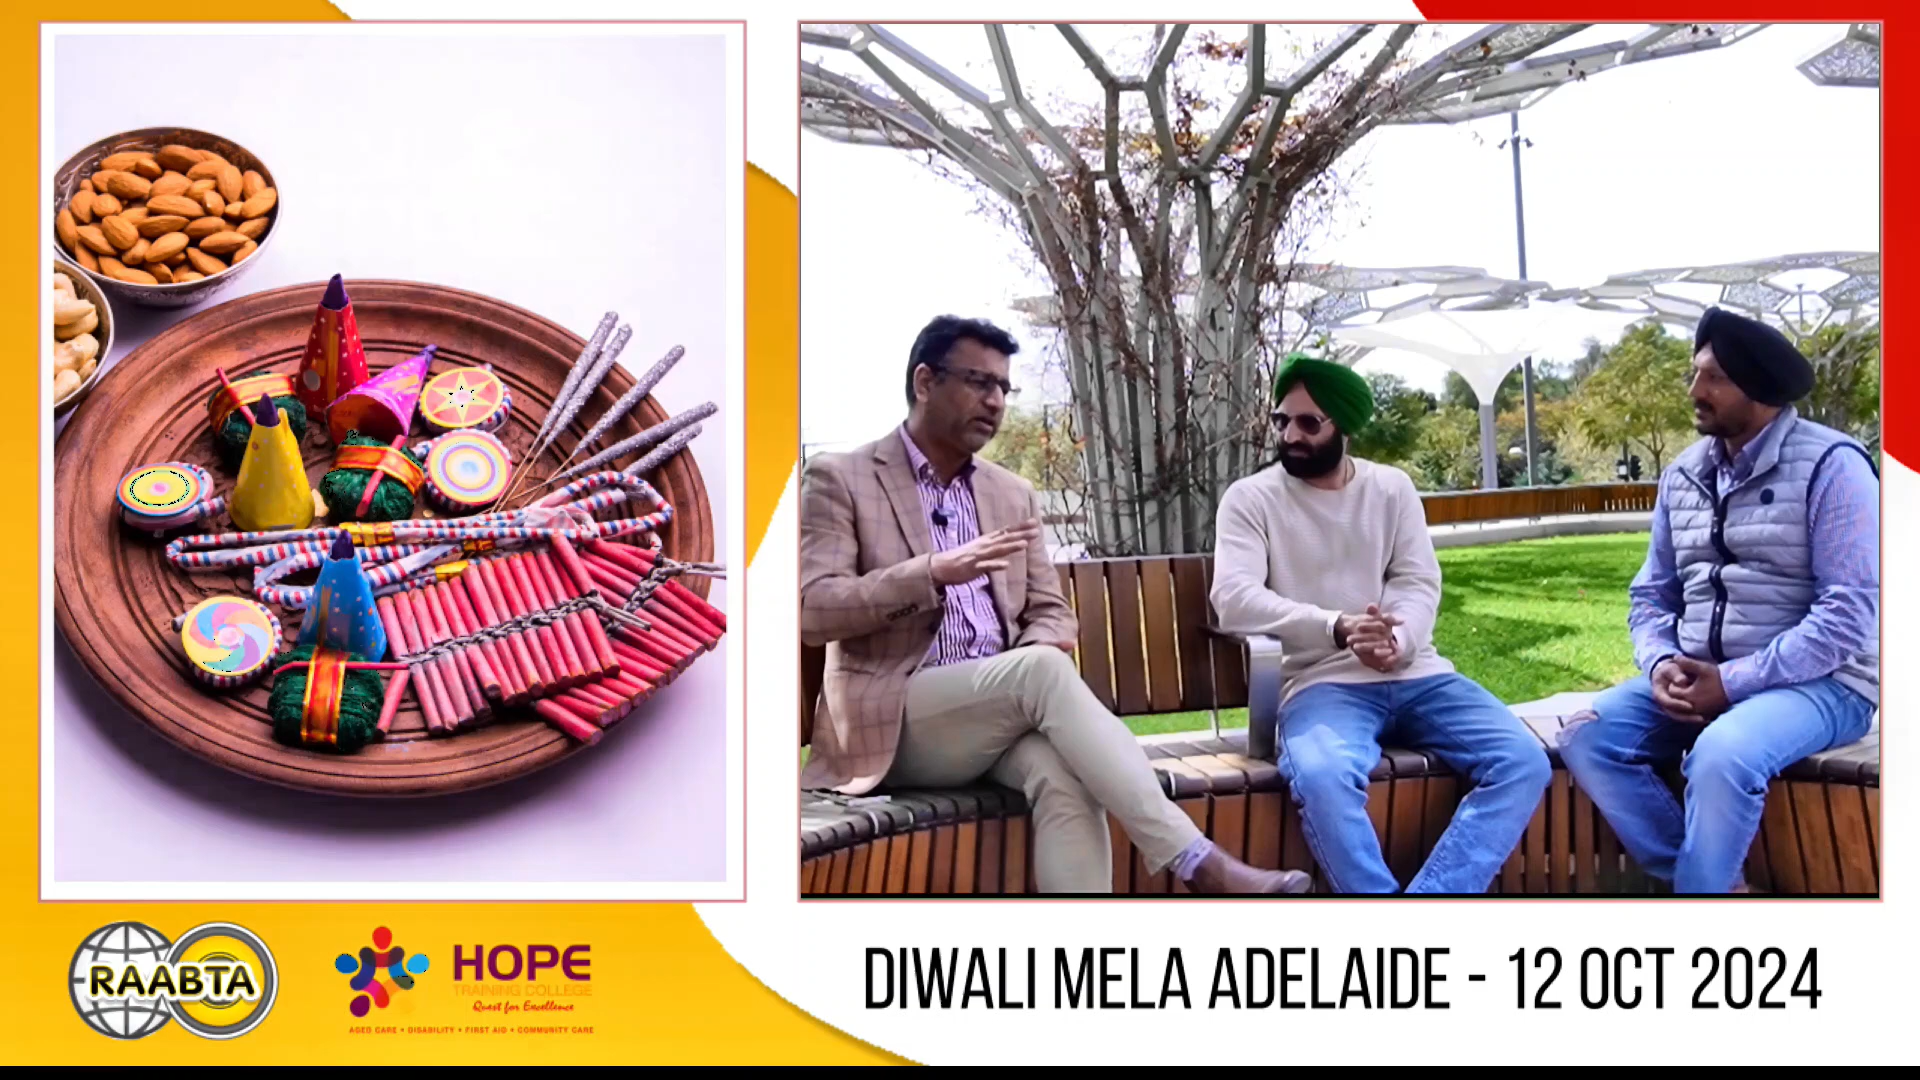 RAABTA
HOPE
TRAINING COLLEGE
Quest for Excellence
AGED CARE • DISABILITY • FIRST AID • COMMUNITY CARE
DIWALI MELA ADELAIDE - 12 OCT 2024